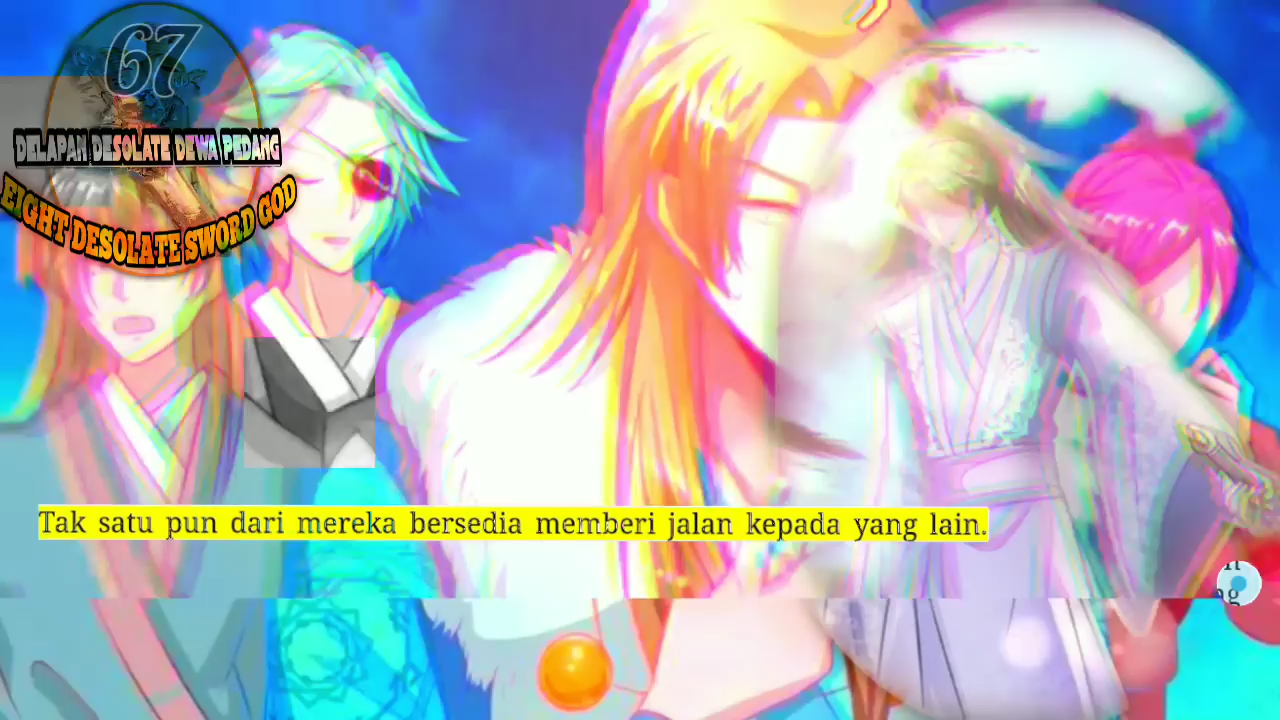 67
DELAPAN DESOLATE DEWA PEDANG
EIGHT DESOLATE SWORD GOD
Tak satu pun dari mereka bersedia memberi jalan kepada yang lain.